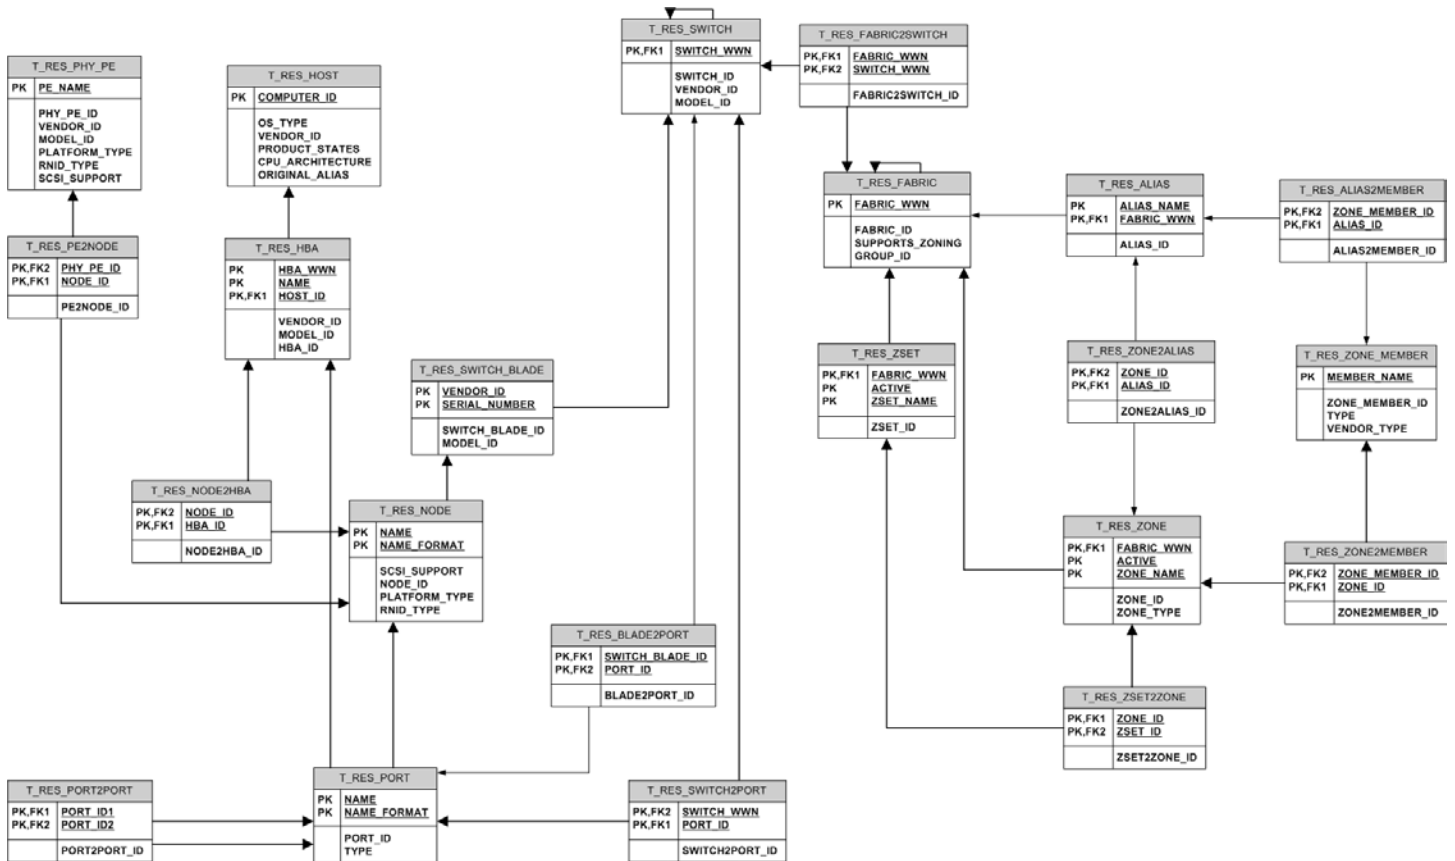 T_RES_PHY_PE
PK PE_NAME
PHY_PE_ID
VENDOR_ID
MODEL_ID
PLATFORM_TYPE
RNID_TYPE
SCSI_SUPPORT
T_RES_HOST
PK COMPUTER_ID
OS_TYPE
VENDOR_ID
PRODUCT_STATES
CPU_ARCHITECTURE
ORIGINAL_ALIAS
T_RES_SWITCH
PK,FK1 SWITCH_WWN
SWITCH_ID
VENDOR_ID
MODEL_ID
T_RES_FABRIC2SWITCH
PK,FK1 FABRIC_WWN
PK,FK2 SWITCH_WWN
FABRIC2SWITCH_ID
T_RES_PE2NODE
PK,FK2 PHY_PE_ID
PK,FK1 NODE_ID
PE2NODE_ID
T_RES_HBA
PK HBA_WWN
PK NAME
PK,FK1 HOST_ID
VENDOR_ID
MODEL_ID
HBA_ID
T_RES_FABRIC
PK FABRIC_WWN
FABRIC_ID
SUPPORTS_ZONING
GROUP_ID
T_RES_ALIAS
PK ALIAS_NAME
PK,FK1 FABRIC_WWN
ALIAS_ID
T_RES_ALIAS2MEMBER
PK,FK2 ZONE_MEMBER_ID
PK,FK1 ALIAS_ID
ALIAS2MEMBER_ID
T_RES_SWITCH_BLADE
PK VENDOR_ID
PK SERIAL_NUMBER
SWITCH_BLADE_ID
MODEL_ID
T_RES_ZSET
PK,FK1 FABRIC_WWN
PK ACTIVE
PK ZSET_NAME
ZSET_ID
T_RES_ZONE2ALIAS
PK,FK2 ZONE_ID
PK,FK1 ALIAS_ID
ZONE2ALIAS_ID
T_RES_ZONE_MEMBER
PK MEMBER_NAME
ZONE_MEMBER_ID
TYPE
VENDOR_TYPE
T_RES_NODE2HBA
PK,FK2 NODE_ID
PK,FK1 HBA_ID
NODE2HBA_ID
T_RES_NODE
PK NAME
PK NAME_FORMAT
SCSI_SUPPORT
NODE_ID
PLATFORM_TYPE
RNID_TYPE
T_RES_ZONE
PK,FK1 FABRIC_WWN
PK ACTIVE
PK ZONE_NAME
ZONE_ID
ZONE_TYPE
T_RES_ZONE2MEMBER
PK,FK2 ZONE_MEMBER_ID
PK,FK1 ZONE_ID
ZONE2MEMBER_ID
T_RES_BLADE2PORT
PK,FK1 SWITCH_BLADE_ID
PK,FK2 PORT_ID
BLADE2PORT_ID
T_RES_ZSET2ZONE
PK,FK1 ZONE_ID
PK,FK2 ZSET_ID
ZSET2ZONE_ID
T_RES_PORT2PORT
PK,FK1 PORT_ID1
PK,FK2 PORT_ID2
PORT2PORT_ID
T_RES_PORT
PK NAME
PK NAME_FORMAT
PORT_ID
TYPE
T_RES_SWITCH2PORT
PK,FK2 SWITCH_WWN
PK,FK1 PORT_ID
SWITCH2PORT_ID